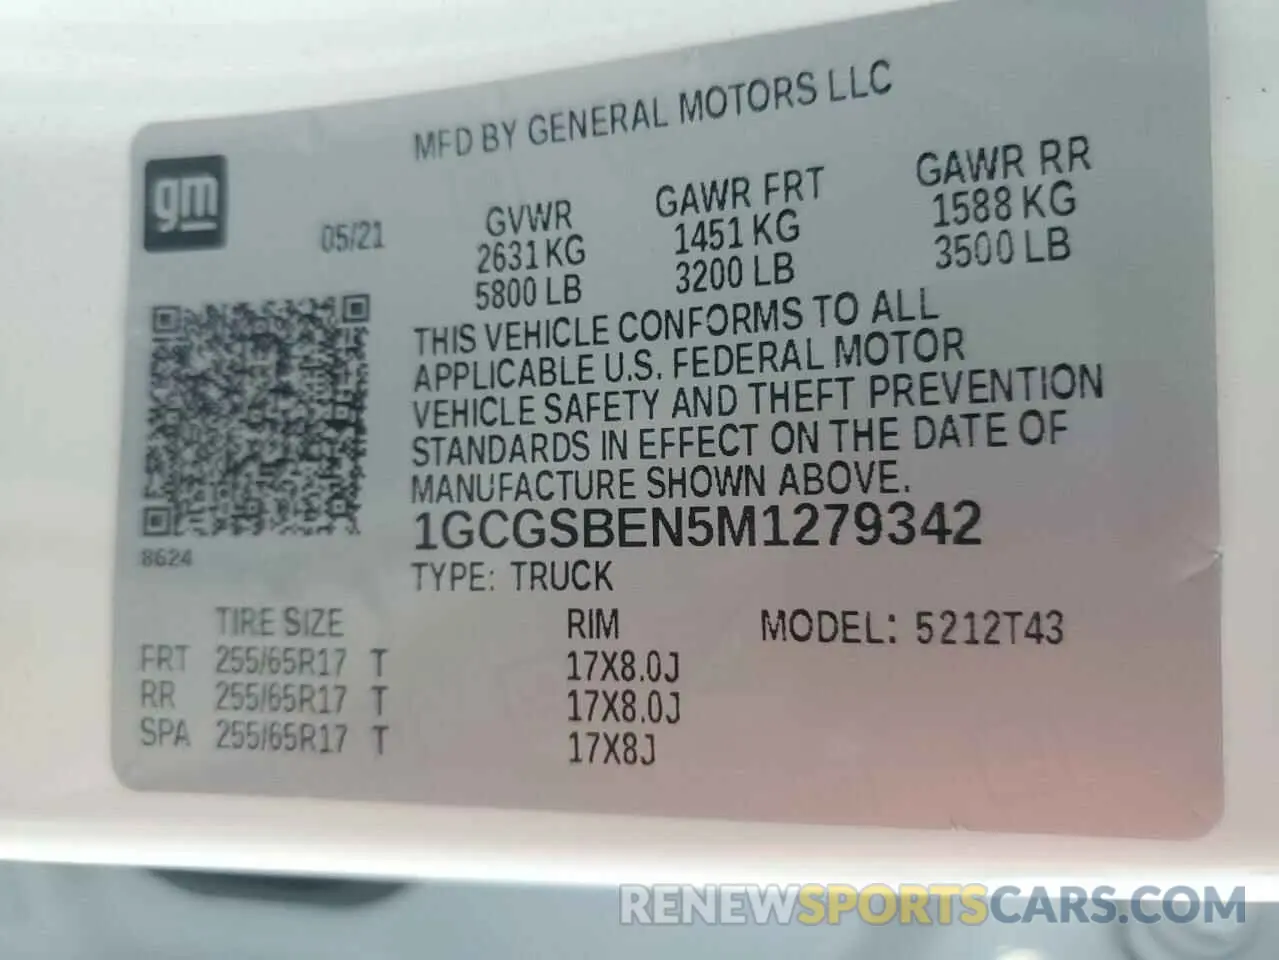 MFD BY GENERAL MOTORS LLC
gm
05/21
GVWR GAWR FRT GAWR RR
2631 KG 1451 KG 1588 KG
5800 LB 3200 LB 3500 LB
THIS VEHICLE CONFORMS TO ALL
APPLICABLE U.S. FEDERAL MOTOR
VEHICLE SAFETY AND THEFT PREVENTION
STANDARDS IN EFFECT ON THE DATE OF
MANUFACTURE SHOWN ABOVE.
1GCGSBEN5M1279342
8624
TYPE: TRUCK
TIRE SIZE RIM MODEL: 5212T43
FRT 255/65R17 T 17X8.0J
RR 255/65R17 T 17X8.0J
SPA 255/65R17 T 17X8J
RENEWSPORTSCARS.COM